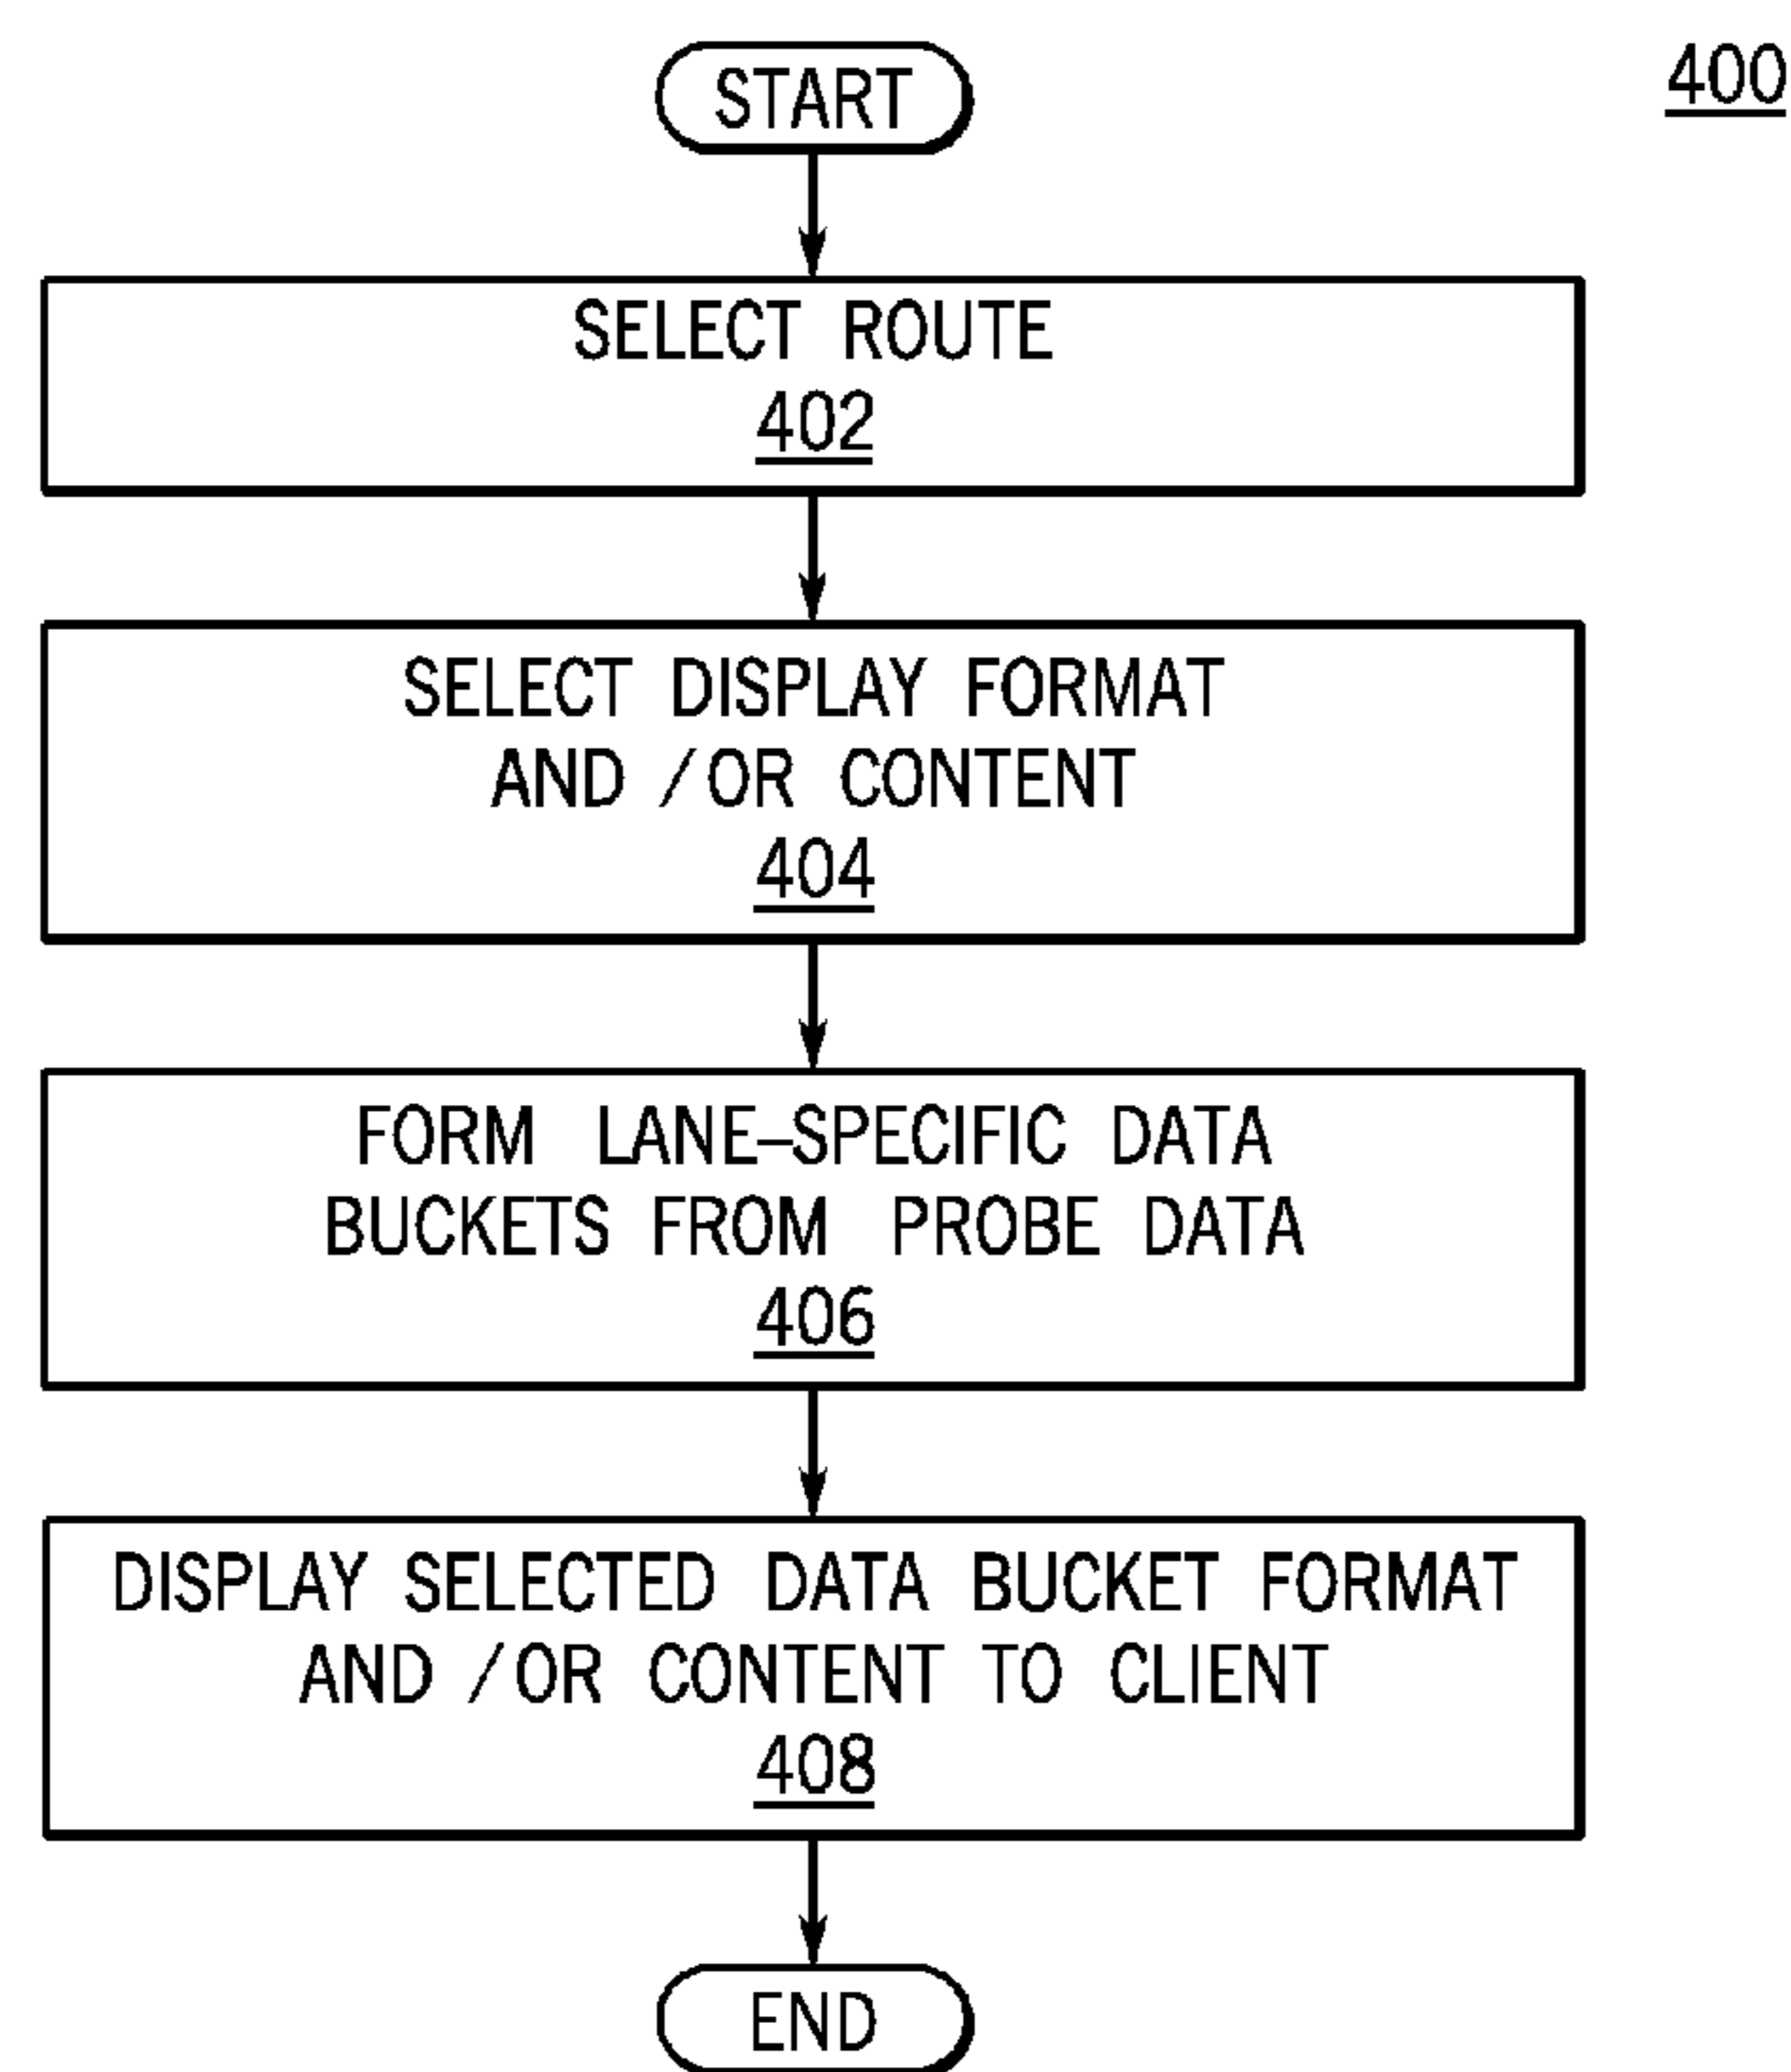 START
400
SELECT ROUTE
402
SELECT DISPLAY FORMAT
AND /OR CONTENT
404
FORM LANE-SPECIFIC DATA
BUCKETS FROM PROBE DATA
406
DISPLAY SELECTED DATA BUCKET FORMAT
AND /OR CONTENT TO CLIENT
408
END